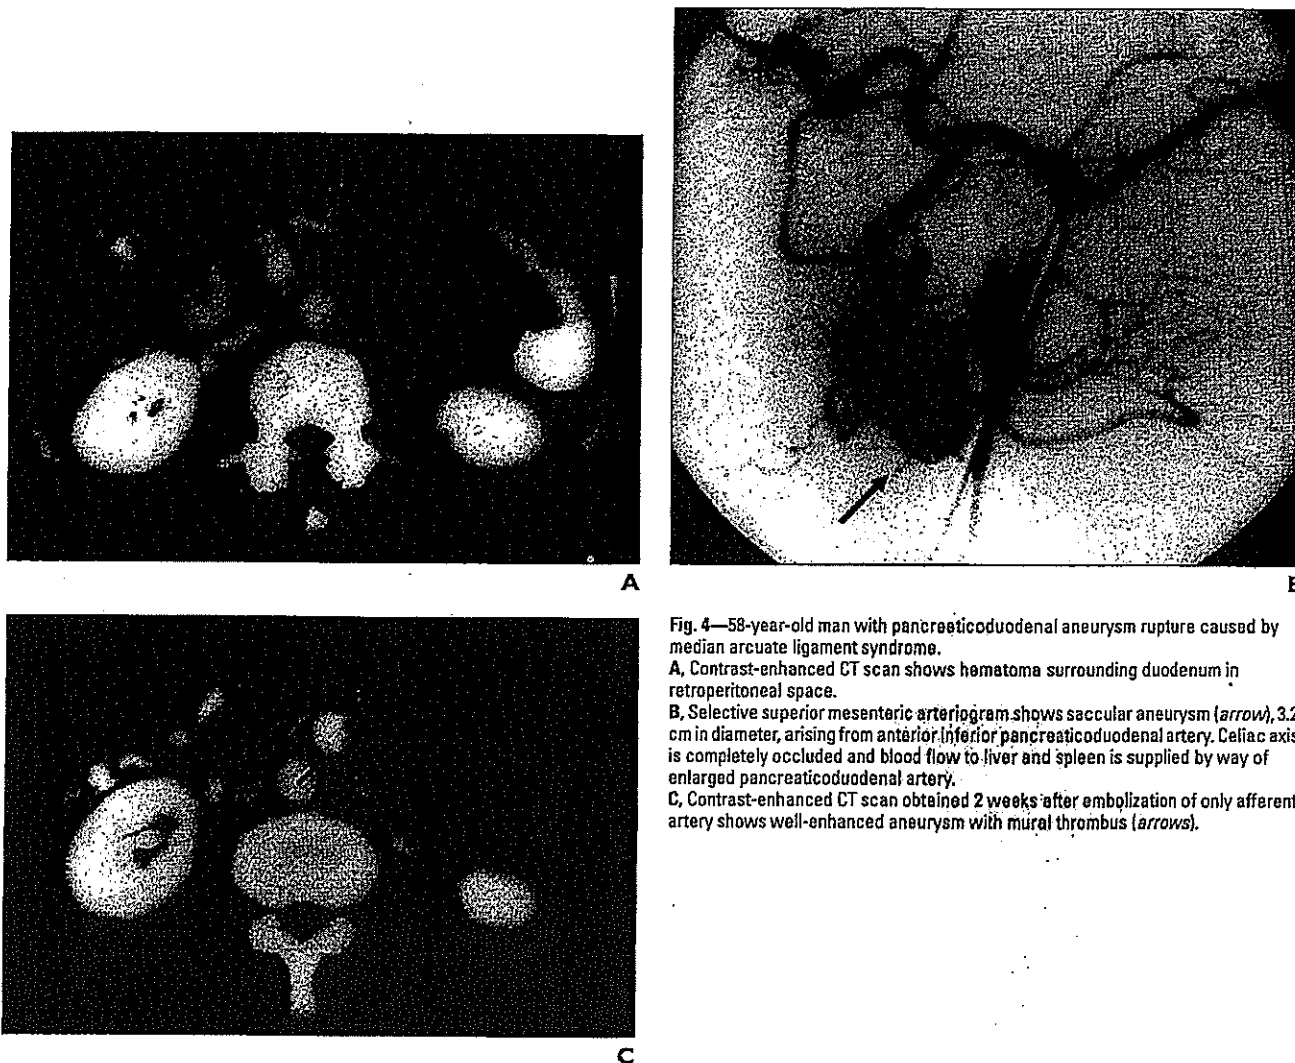 A
B
Fig. 4—58-year-old man with pancreaticoduodenal aneurysm rupture caused by
median arcuate ligament syndrome.
A, Contrast-enhanced CT scan shows hematoma surrounding duodenum in
retroperitoneal space.
B, Selective superior mesenteric arteriogram shows saccular aneurysm (arrow), 3.2
cm in diameter, arising from anterior inferior pancreaticoduodenal artery. Celiac axis
is completely occluded and blood flow to liver and spleen is supplied by way of
enlarged pancreaticoduodenal artery.
C, Contrast-enhanced CT scan obtained 2 weeks after embolization of only afferent
artery shows well-enhanced aneurysm with mural thrombus (arrows).
C